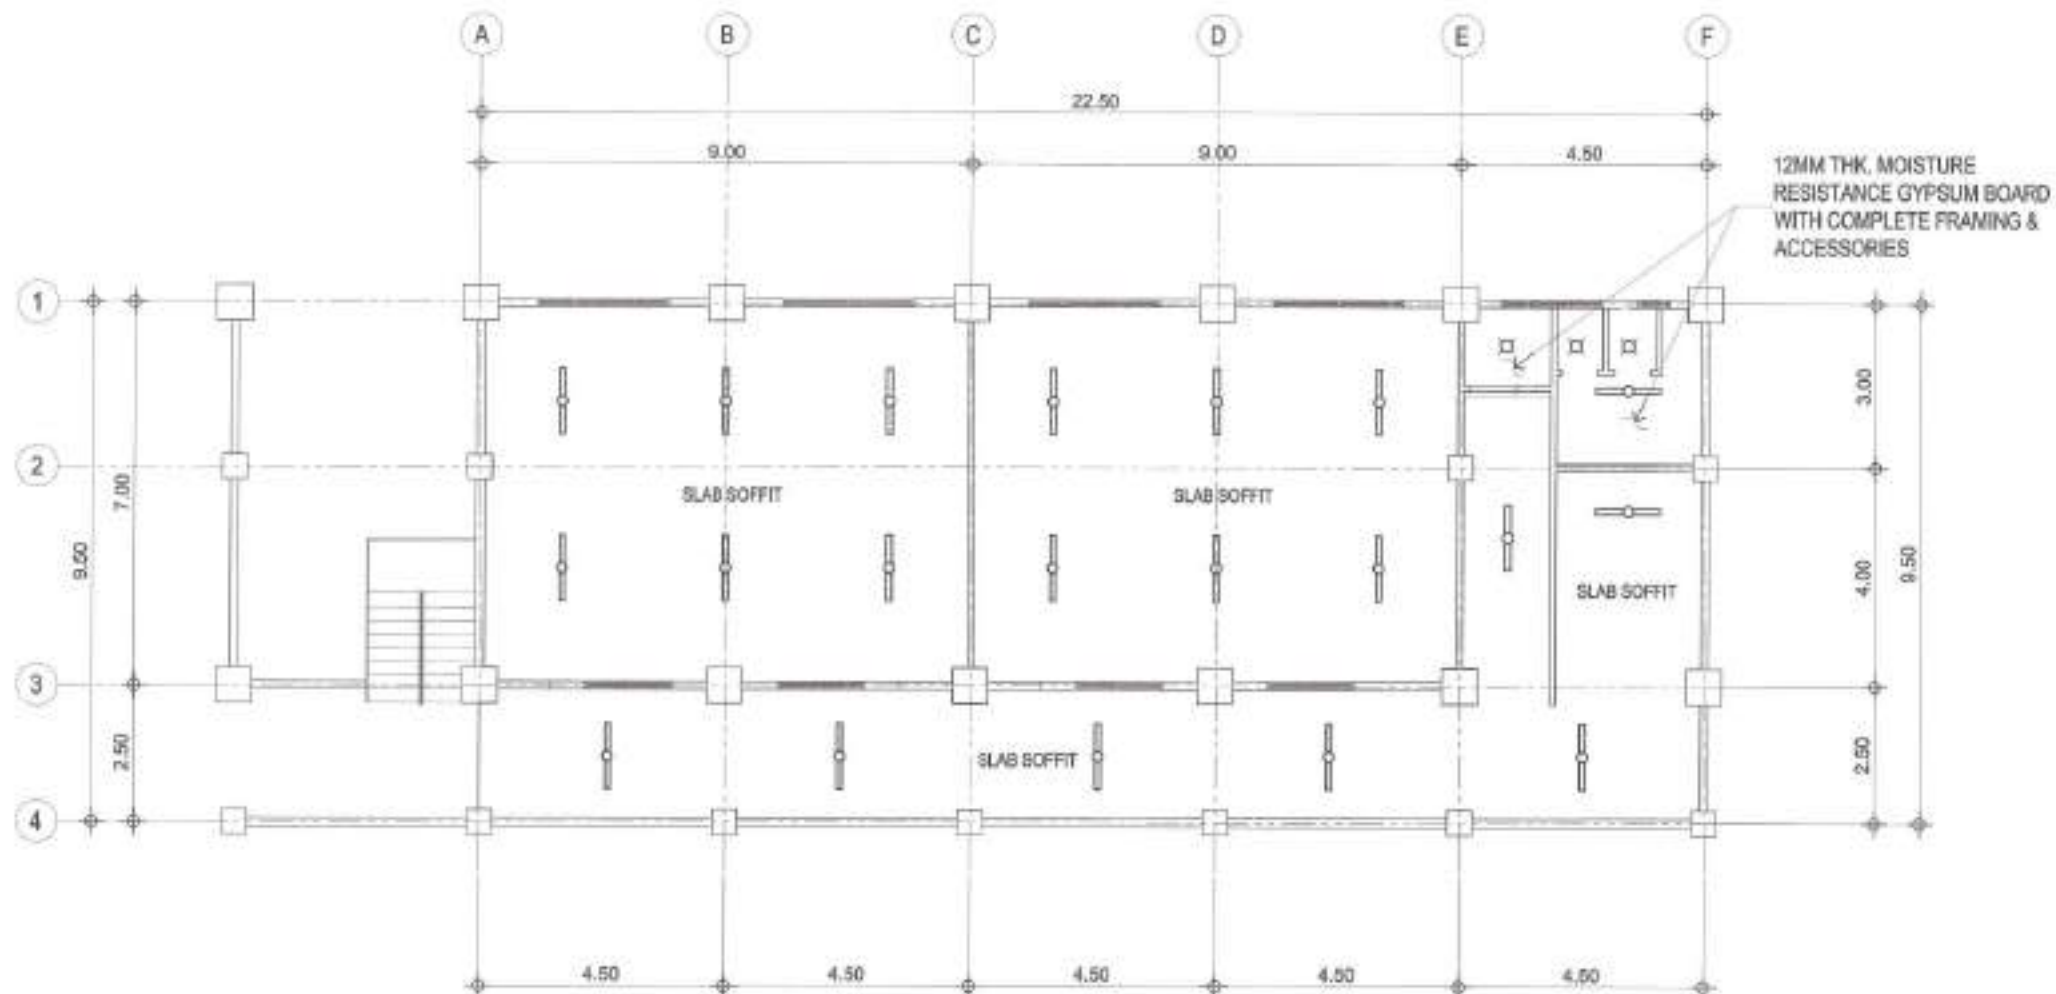 A B C D E F
22.50
9.00 9.00 4.50
12MM THK. MOISTURE
RESISTANCE GYPSUM BOARD
WITH COMPLETE FRAMING &
ACCESSORIES
1
3.00
2
7.00
SLAB SOFFIT SLAB SOFFIT
9.50
4.00
9.50
SLAB SOFFIT
3
2.50
SLAB SOFFIT
2.50
4
4.50 4.50 4.50 4.50 4.50